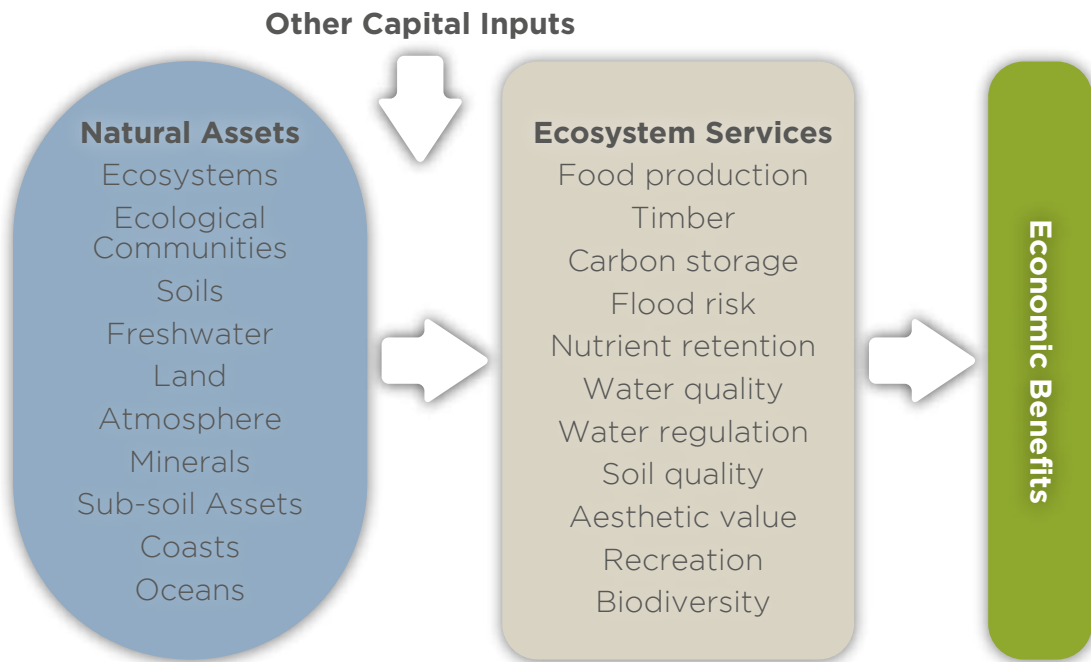 Other Capital Inputs
Natural Assets
Ecosystems
Ecological
Communities
Soils
Freshwater
Land
Atmosphere
Minerals
Sub-soil Assets
Coasts
Oceans
Ecosystem Services
Food production
Timber
Carbon storage
Flood risk
Nutrient retention
Water quality
Water regulation
Soil quality
Aesthetic value
Recreation
Biodiversity
Economic Benefits